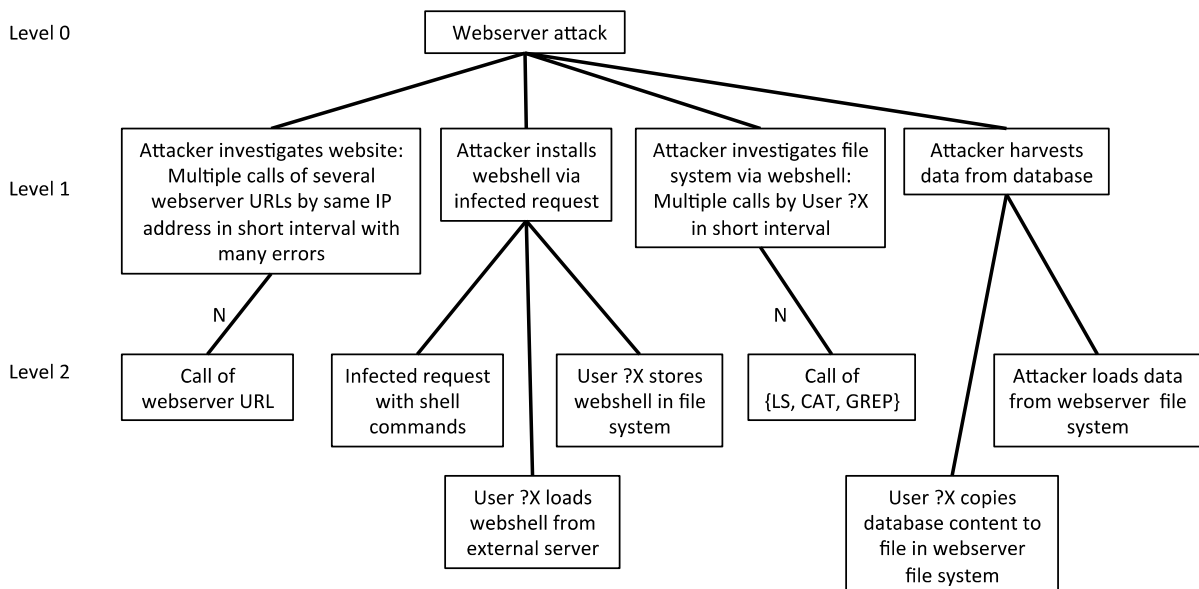 Level 0
Webserver attack
Level 1
Attacker investigates website:
Multiple calls of several
webserver URLs by same IP
address in short interval with
many errors
Attacker installs
webshell via
infected request
Attacker investigates file
system via webshell:
Multiple calls by User ?X
in short interval
Attacker harvests
data from database
N
N
Level 2
Call of
webserver URL
Infected request
with shell
commands
User ?X stores
webshell in file
system
Call of
{LS, CAT, GREP}
Attacker loads data
from webserver file
system
User ?X loads
webshell from
external server
User ?X copies
database content to
file in webserver
file system